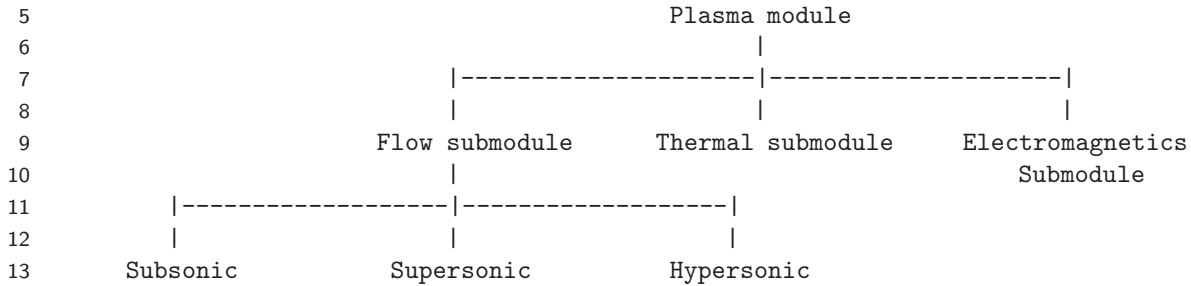 5 Plasma module
6 |
7 |---------------------|---------------------|
8 | | |
9 Flow submodule Thermal submodule Electromagnetics
10 | Submodule
11 |-------------------|-------------------|
12 | | |
13 Subsonic Supersonic Hypersonic